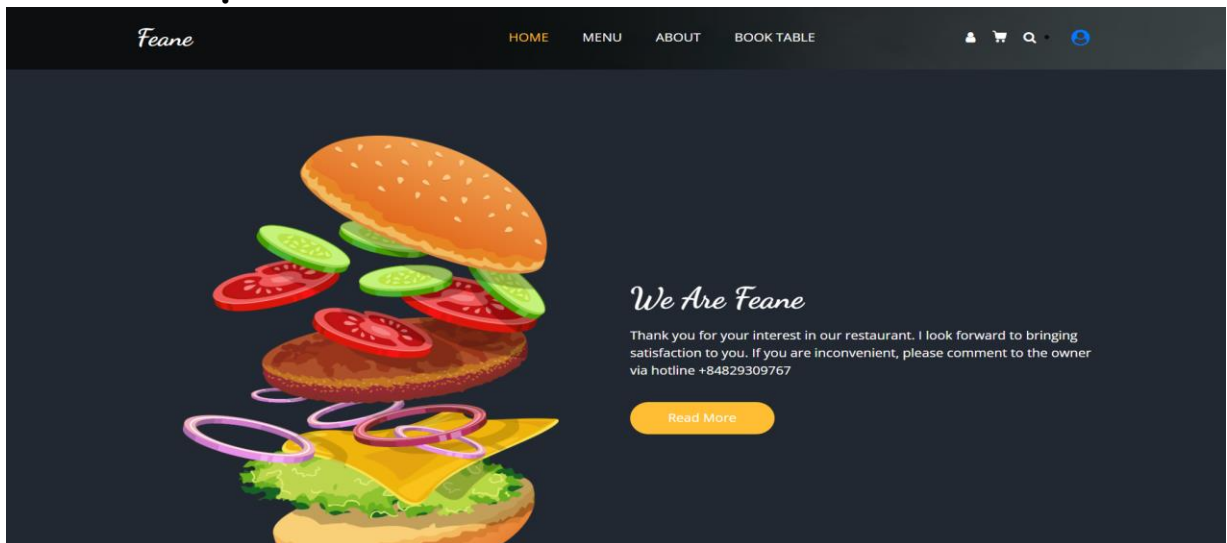 Feane
HOME MENU ABOUT BOOK TABLE
We Are Feane
Thank you for your interest in our restaurant. I look forward to bringing
satisfaction to you. If you are inconvenient, please comment to the owner
via hotline +84829309767
Read More